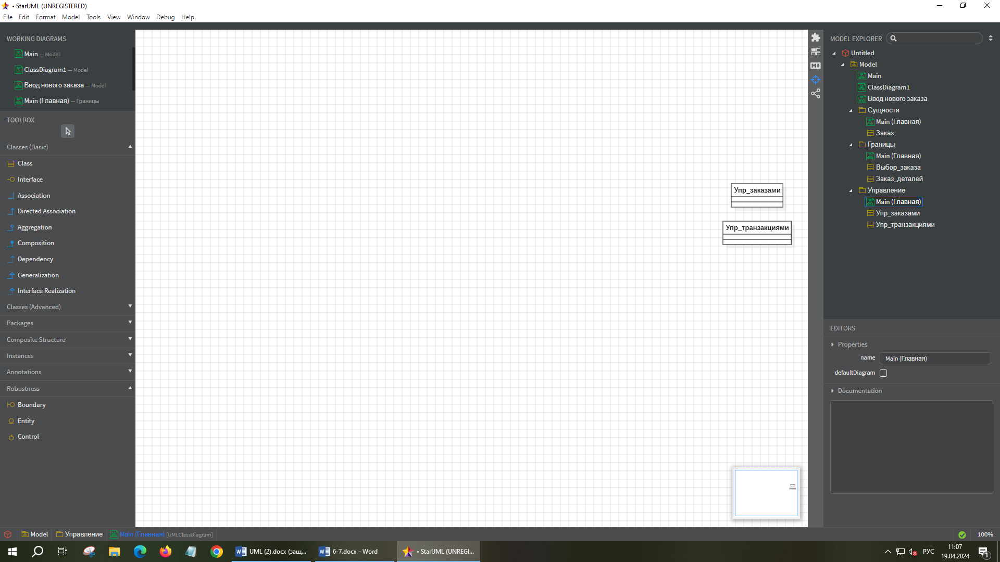 • StarUML (UNREGISTERED)
File Edit Format Model Tools View Window Debug Help
WORKING DIAGRAMS
Main — Model
ClassDiagram1 — Model
Ввод нового заказа — Model
Main (Главная) — Границы
TOOLBOX
Classes (Basic)
Class
Interface
Association
Directed Association
Aggregation
Composition
Dependency
Generalization
Interface Realization
Classes (Advanced)
Packages
Composite Structure
Instances
Annotations
Robustness
Boundary
Entity
Control
Упр_заказами
Упр_транзакциями
MODEL EXPLORER
Untitled
Model
Main
ClassDiagram1
Ввод нового заказа
Сущности
Main (Главная)
Заказ
Границы
Main (Главная)
Выбор_заказа
Заказ_деталей
Управление
Main (Главная)
Упр_заказами
Упр_транзакциями
EDITORS
Properties
name Main (Главная)
defaultDiagram
Documentation
Model Управление Main (Главная) [UMLClassDiagram]
100%
UML (2).docx (защ...
6-7.docx - Word
• StarUML (UNREGI...
РУС
11:07
19.04.2024
1